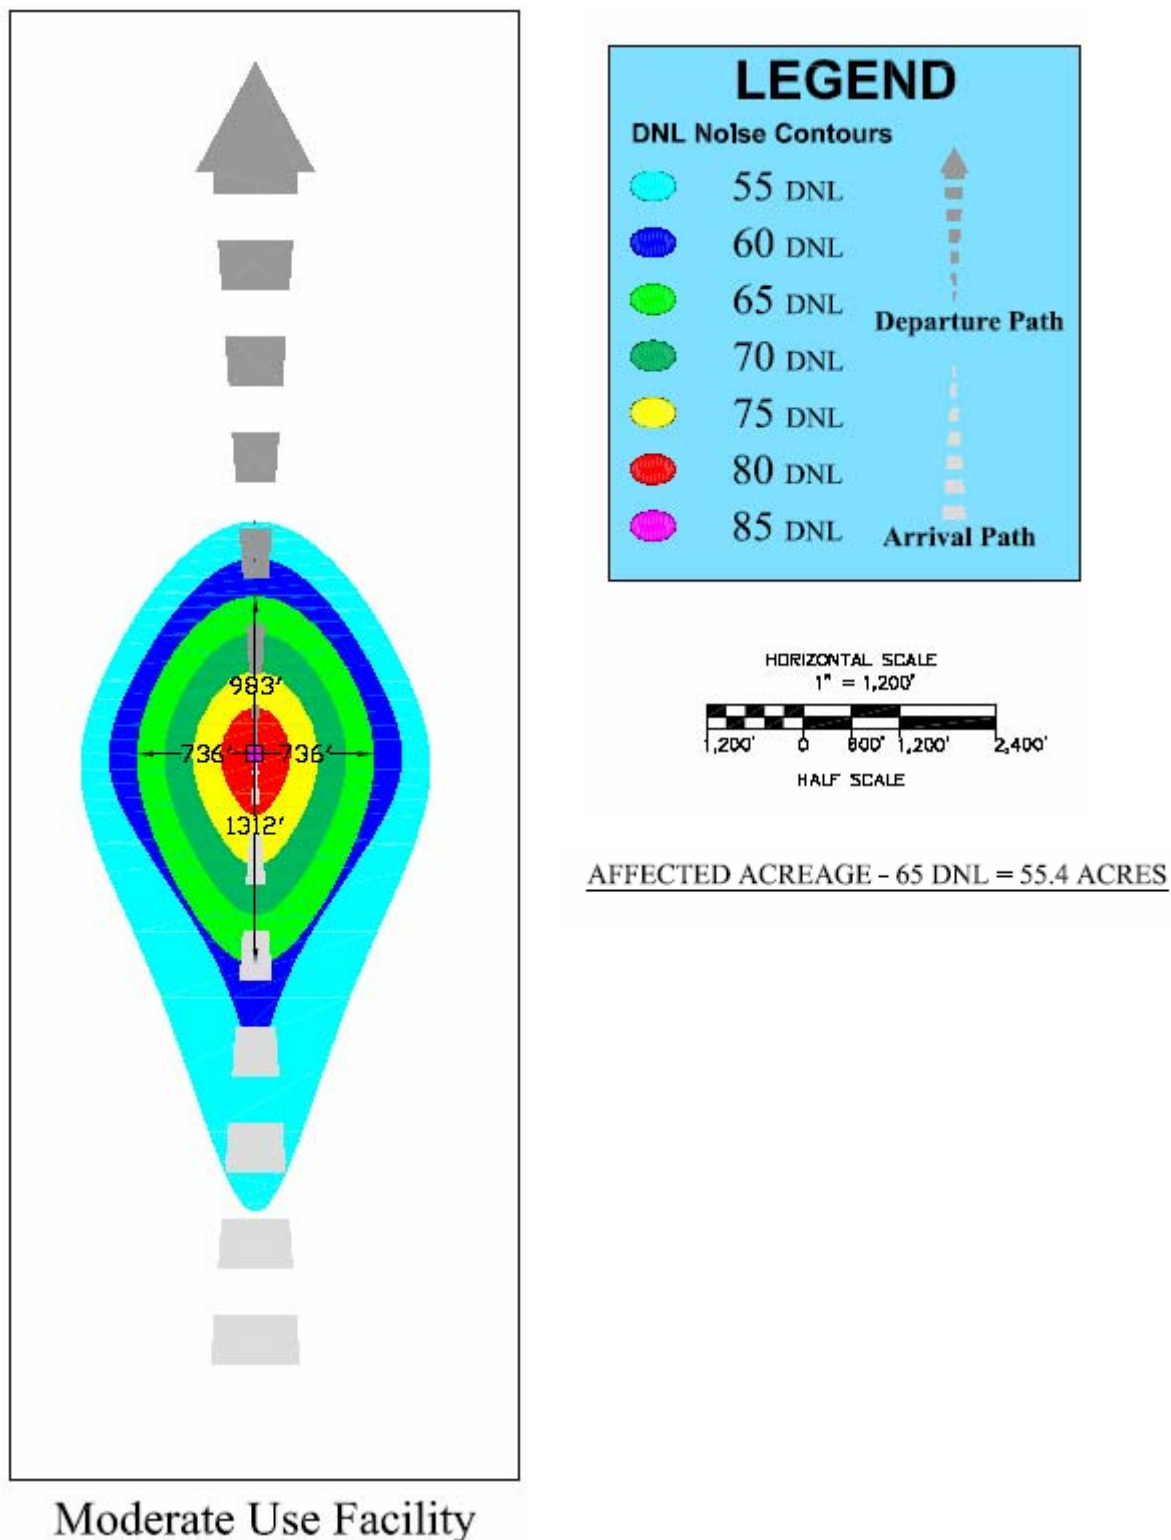 LEGEND
DNL Noise Contours
55 DNL
60 DNL
65 DNL
Departure Path
70 DNL
75 DNL
80 DNL
85 DNL
Arrival Path
983'
736' 736'
1312'
HORIZONTAL SCALE
1" = 1,200'
1,200' 0 600' 1,200' 2,400'
HALF SCALE
AFFECTED ACREAGE - 65 DNL = 55.4 ACRES
Moderate Use Facility